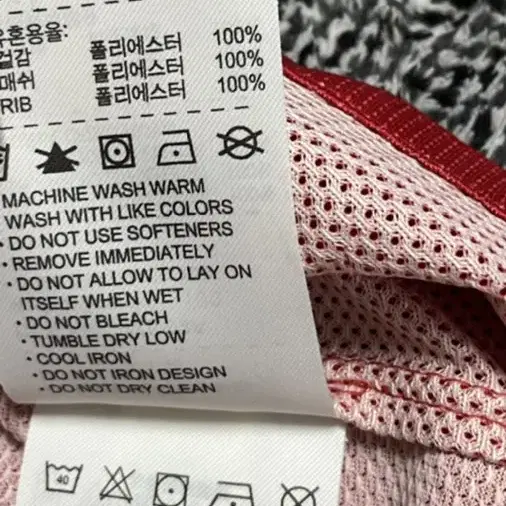 혼용율:
겉감 폴리에스터 100%
매쉬 폴리에스터 100%
RIB 폴리에스터 100%
MACHINE WASH WARM
WASH WITH LIKE COLORS
• DO NOT USE SOFTENERS
• REMOVE IMMEDIATELY
• DO NOT ALLOW TO LAY ON
ITSELF WHEN WET
• DO NOT BLEACH
• TUMBLE DRY LOW
• COOL IRON
• DO NOT IRON DESIGN
• DO NOT DRY CLEAN
40